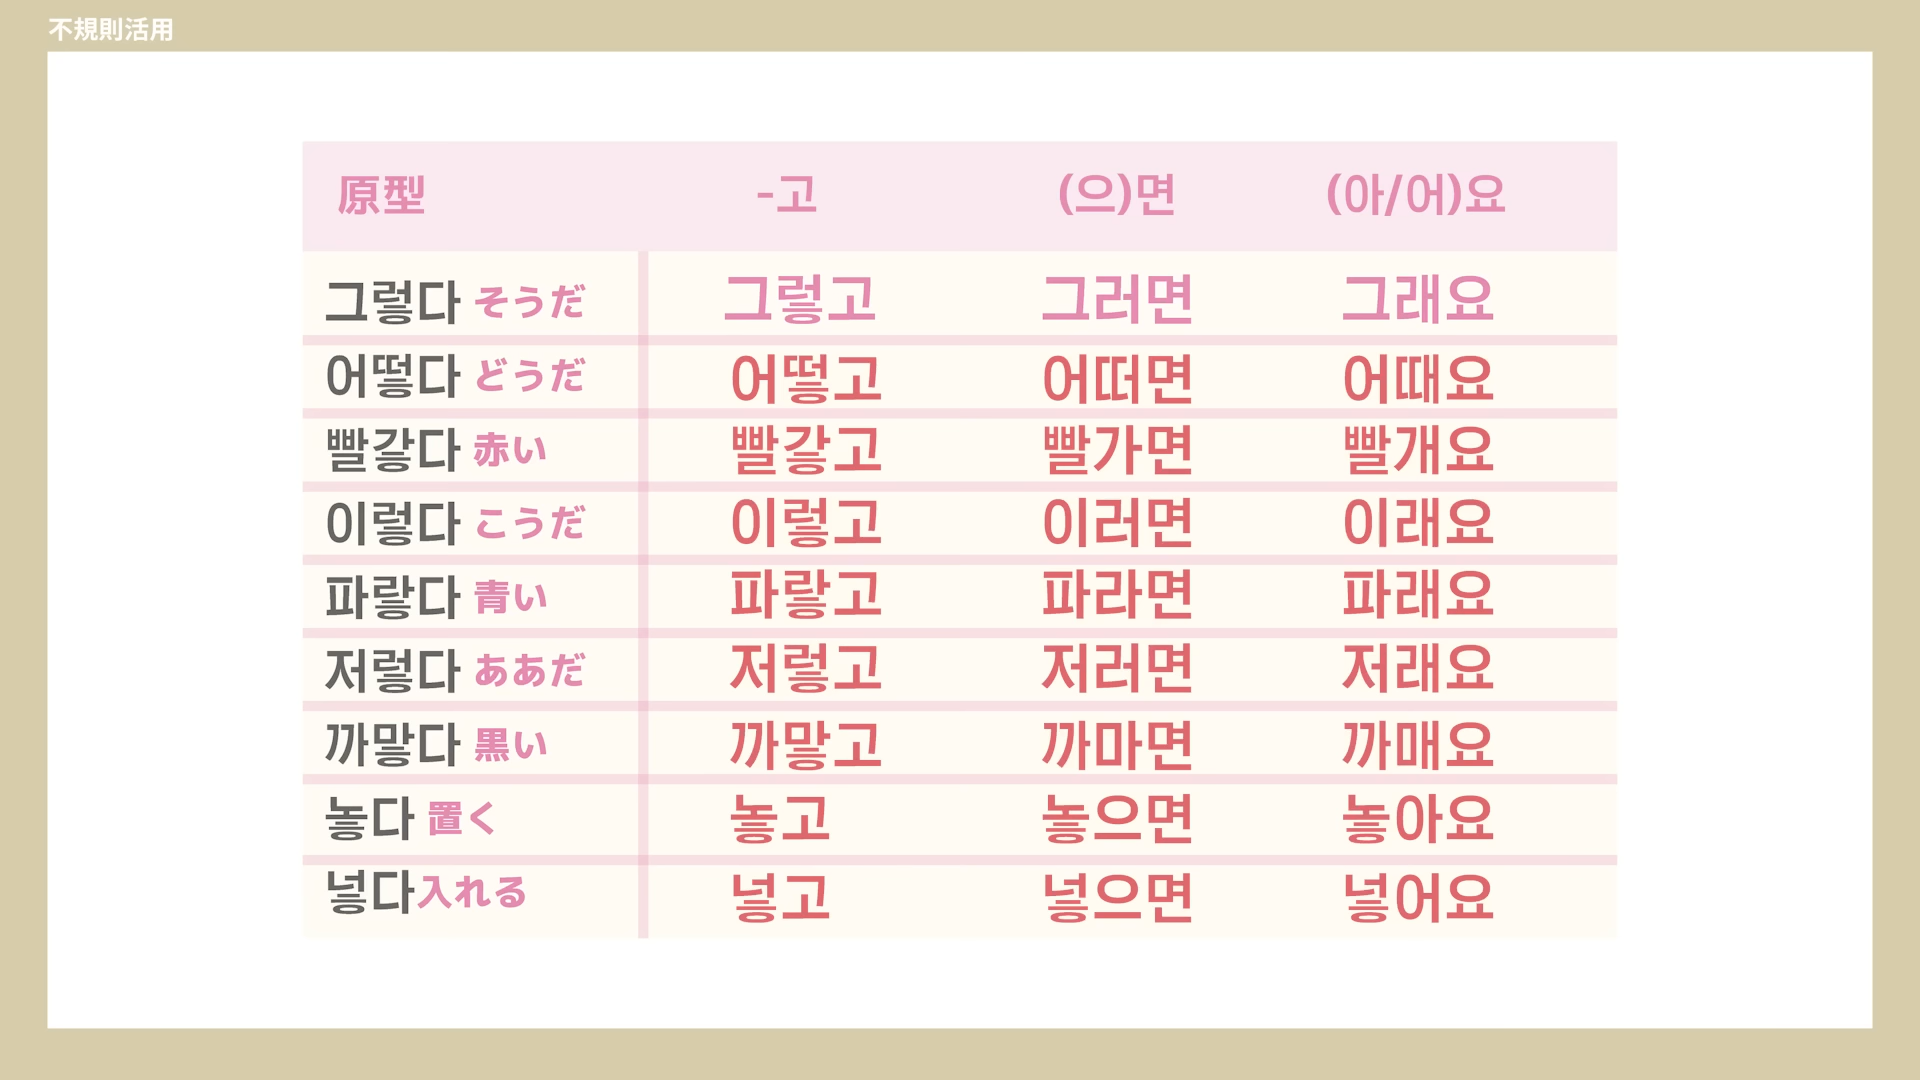 不規則活用
原型 -고 (으)면 (아/어)요
그렇다 そうだ 그렇고 그러면 그래요
어떻다 どうだ 어떻고 어떠면 어때요
빨갛다 赤い 빨갛고 빨가면 빨개요
이렇다 こうだ 이렇고 이러면 이래요
파랗다 青い 파랗고 파라면 파래요
저렇다 ああだ 저렇고 저러면 저래요
까맣다 黒い 까맣고 까마면 까매요
놓다 置く 놓고 놓으면 놓아요
넣다入れる 넣고 넣으면 넣어요